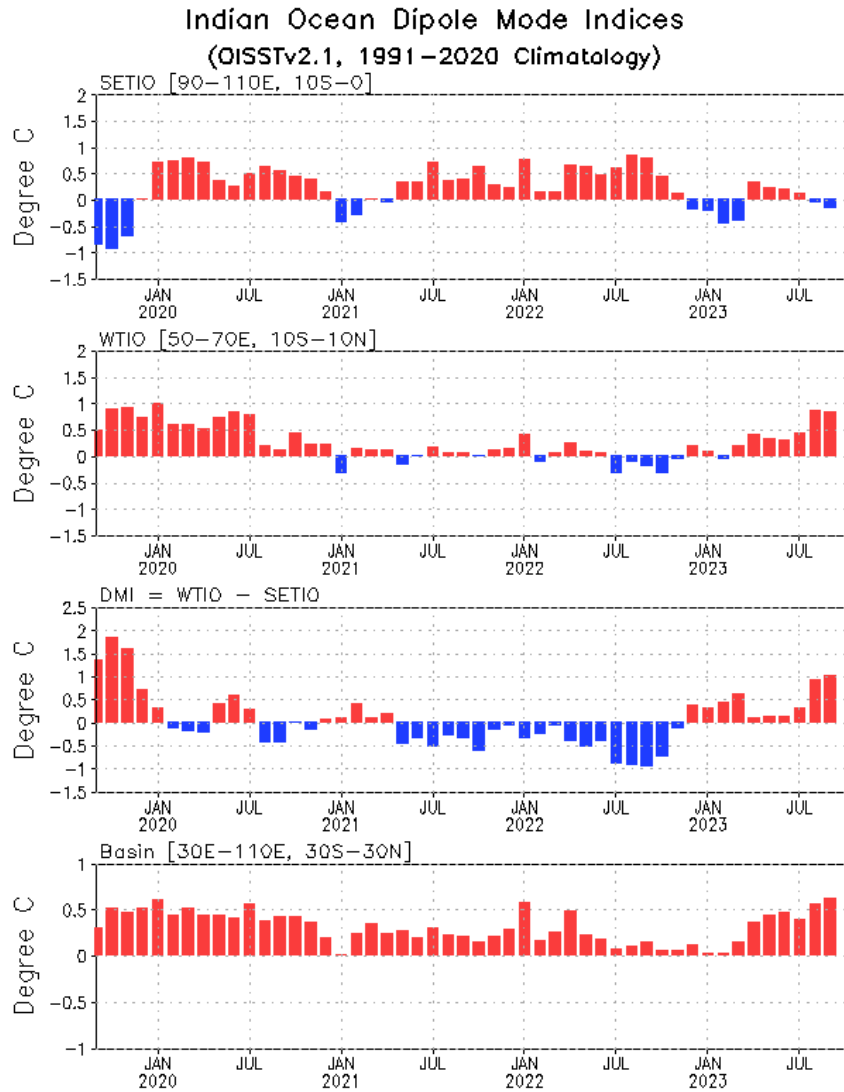 Indian Ocean Dipole Mode Indices
(OISSTv2.1, 1991-2020 Climatology)
SETIO [90-110E, 10S-0]
Degree C
2
1.5
1
0.5
0
-0.5
-1
-1.5
JAN JUL JAN JUL JAN JUL JAN JUL
2020 2021 2022 2023
WTIO [50-70E, 10S-10N]
Degree C
2
1.5
1
0.5
0
-0.5
-1
-1.5
JAN JUL JAN JUL JAN JUL JAN JUL
2020 2021 2022 2023
DMI = WTIO - SETIO
Degree C
2.5
2
1.5
1
0.5
0
-0.5
-1
-1.5
JAN JUL JAN JUL JAN JUL JAN JUL
2020 2021 2022 2023
Basin [30E-110E, 30S-30N]
Degree C
1
0.5
0
-0.5
-1
JAN JUL JAN JUL JAN JUL JAN JUL
2020 2021 2022 2023